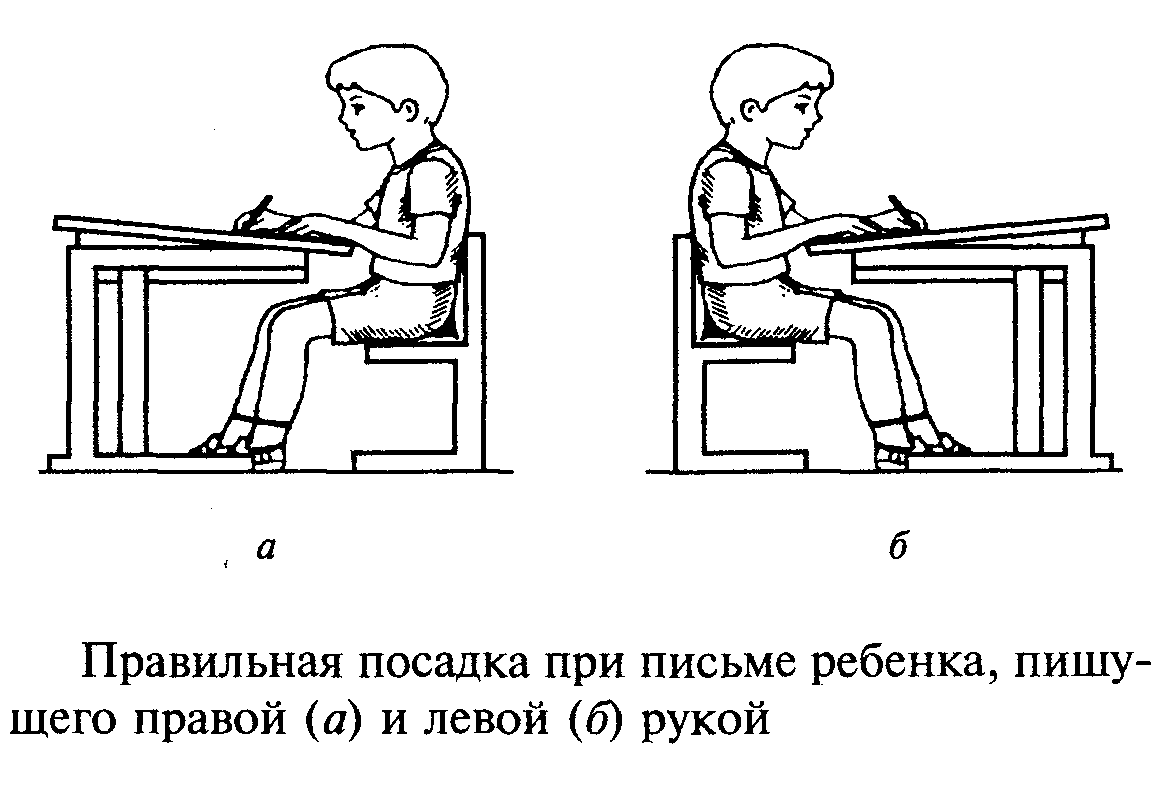 а б
Правильная посадка при письме ребенка, пишу-
щего правой (а) и левой (б) рукой